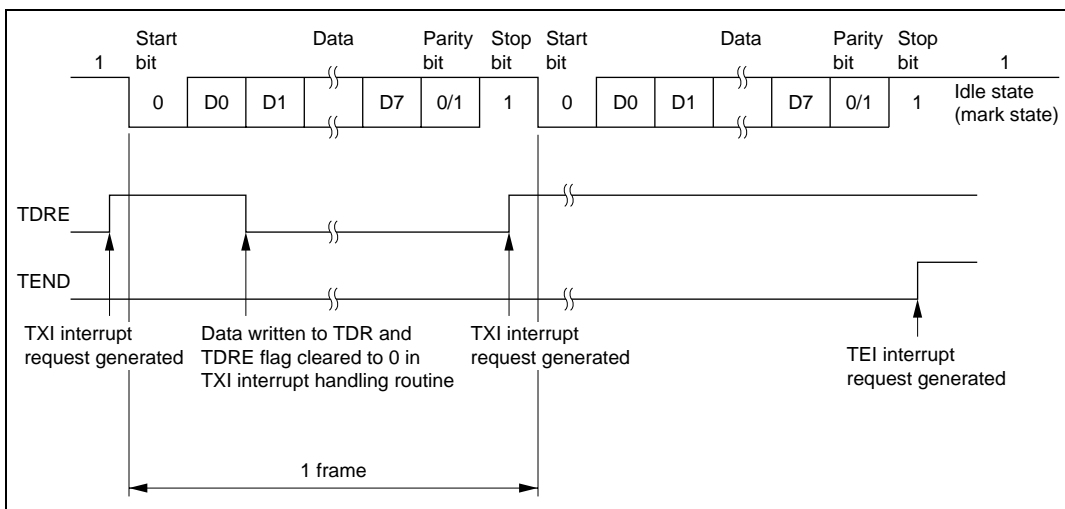 Start bit
Data
Parity bit
Stop bit
Start bit
Data
Parity bit
Stop bit
1
1
0
D0
D1
D7
0/1
1
0
D0
D1
D7
0/1
1
Idle state
(mark state)
TDRE
TEND
TXI interrupt
request generated
Data written to TDR and
TDRE flag cleared to 0 in
TXI interrupt handling routine
TXI interrupt
request generated
TEI interrupt
request generated
1 frame